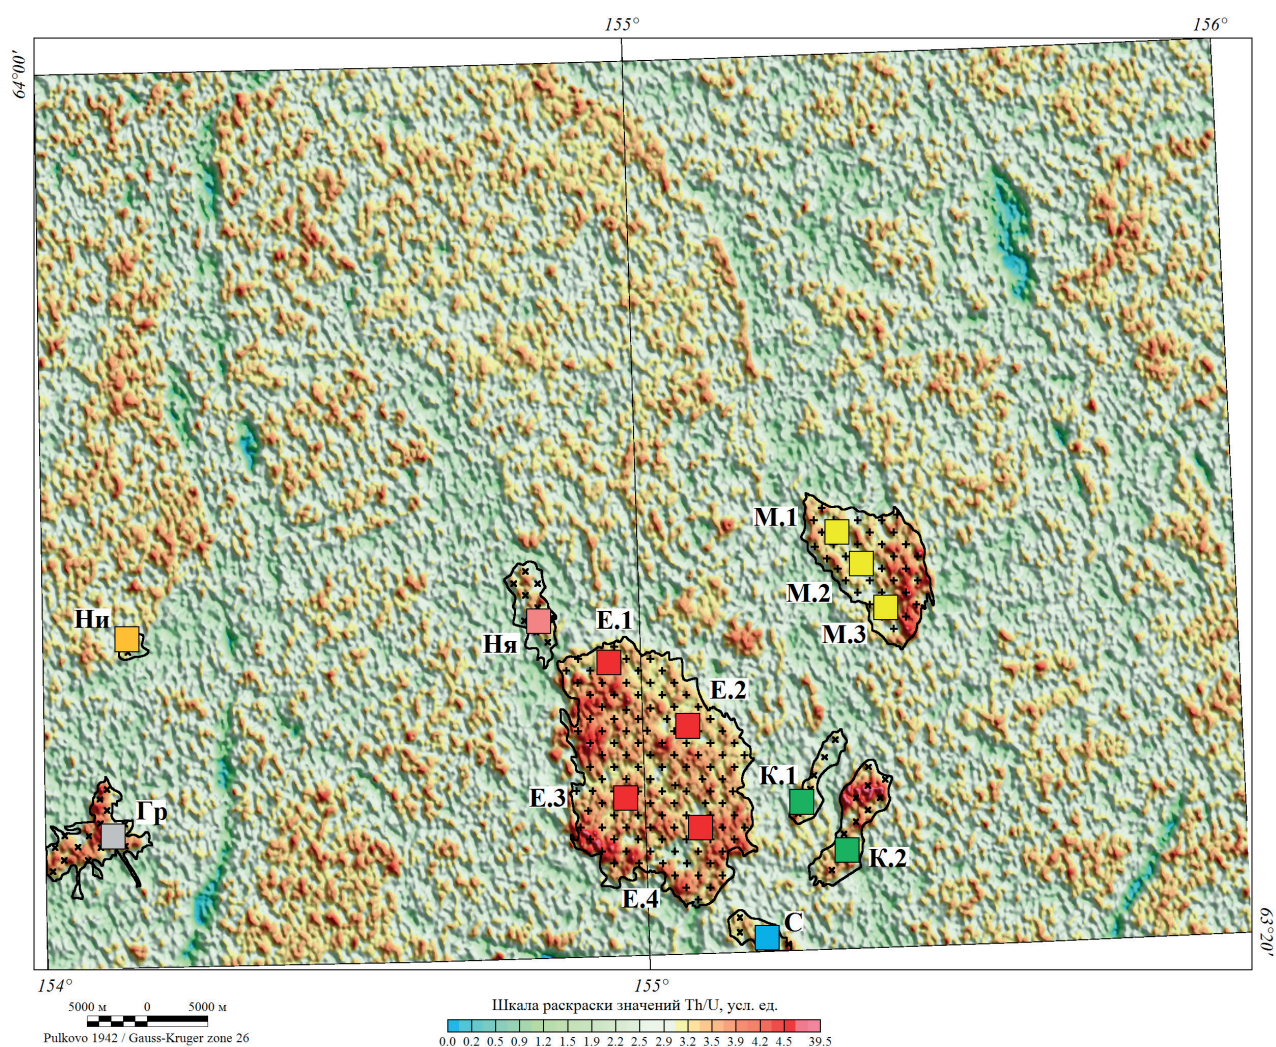 155° 156°
64°00'
М.1
М.2
М.3
Ни
Ня
Е.1
Е.2
К.1
Е.3
Гр
К.2
Е.4
С
63°20'
154° 155°
5000 м 0 5000 м
Pulkovo 1942 / Gauss-Kruger zone 26
Шкала раскраски значений Th/U, усл. ед.
0.0 0.2 0.5 0.9 1.2 1.5 1.9 2.2 2.5 2.9 3.2 3.5 3.9 4.2 4.5 39.5